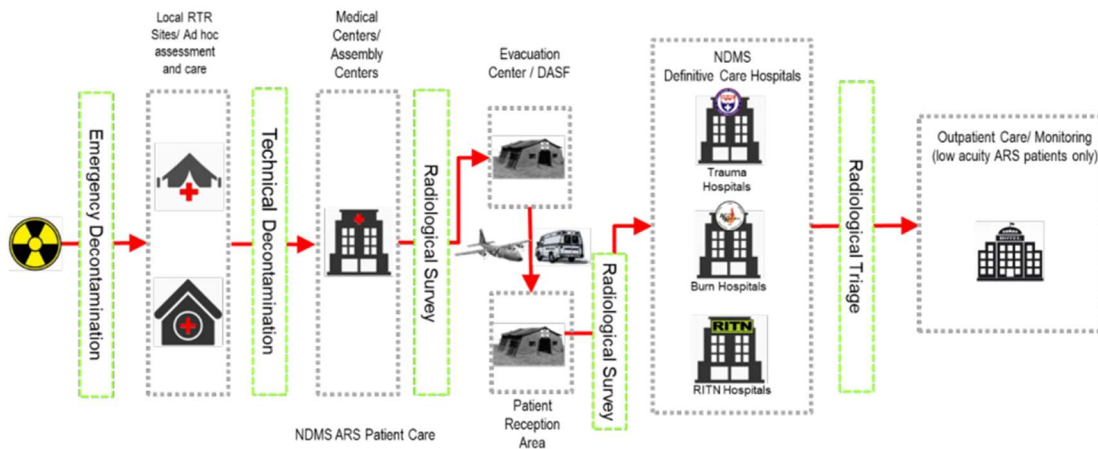 Local RTR
Sites/ Ad hoc
assessment
and care
Medical
Centers/
Assembly
Centers
Evacuation
Center / DASF
NDMS
Definitive Care Hospitals
Emergency Decontamination
Technical Decontamination
Radiological Survey
Radiological Survey
Trauma
Hospitals
Burn Hospitals
RITN
RITN Hospitals
Radiological Triage
Outpatient Care/ Monitoring
(low acuity ARS patients only)
HOTEL
Patient
Reception
Area
NDMS ARS Patient Care